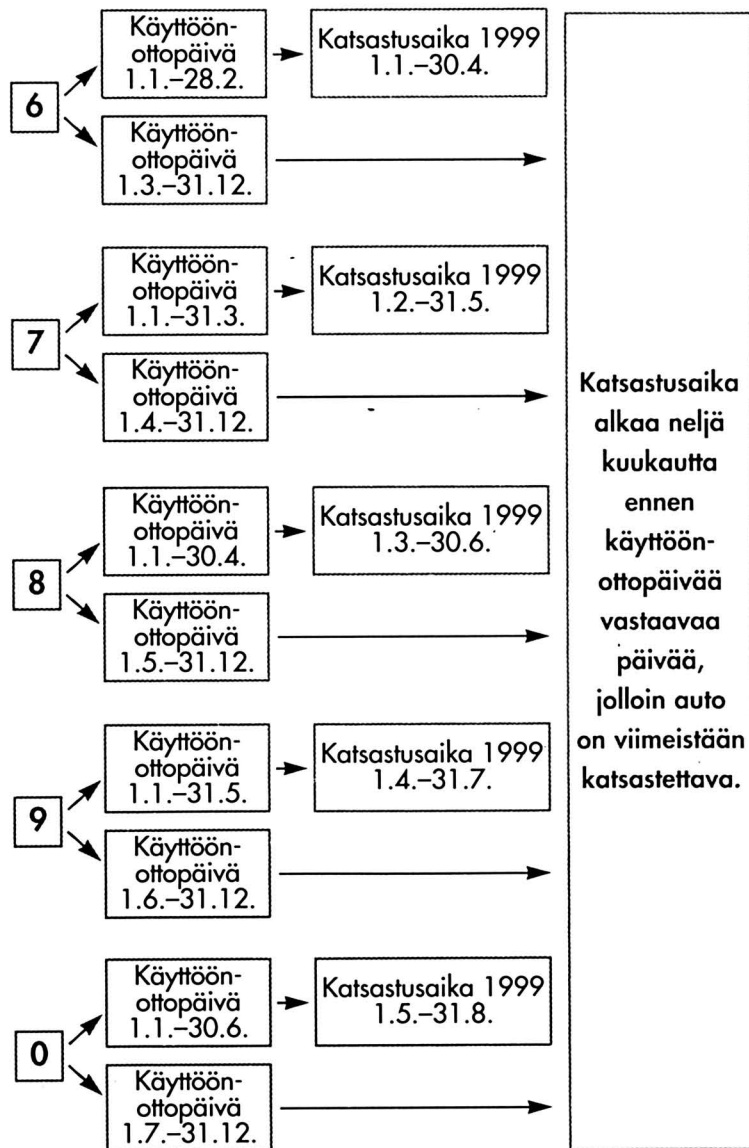 6
Käyttöön-
ottopäivä
1.1.–28.2.
Katsastusaika 1999
1.1.–30.4.
Käyttöön-
ottopäivä
1.3.–31.12.
7
Käyttöön-
ottopäivä
1.1.–31.3.
Katsastusaika 1999
1.2.–31.5.
Käyttöön-
ottopäivä
1.4.–31.12.
8
Käyttöön-
ottopäivä
1.1.–30.4.
Katsastusaika 1999
1.3.–30.6.
Käyttöön-
ottopäivä
1.5.–31.12.
9
Käyttöön-
ottopäivä
1.1.–31.5.
Katsastusaika 1999
1.4.–31.7.
Käyttöön-
ottopäivä
1.6.–31.12.
0
Käyttöön-
ottopäivä
1.1.–30.6.
Katsastusaika 1999
1.5.–31.8.
Käyttöön-
ottopäivä
1.7.–31.12.
Katsastusaika
alkaa neljä
kuukautta
ennen
käyttöön-
ottopäivää
vastaavaa
päivää,
jolloin auto
on viimeistään
katsastettava.